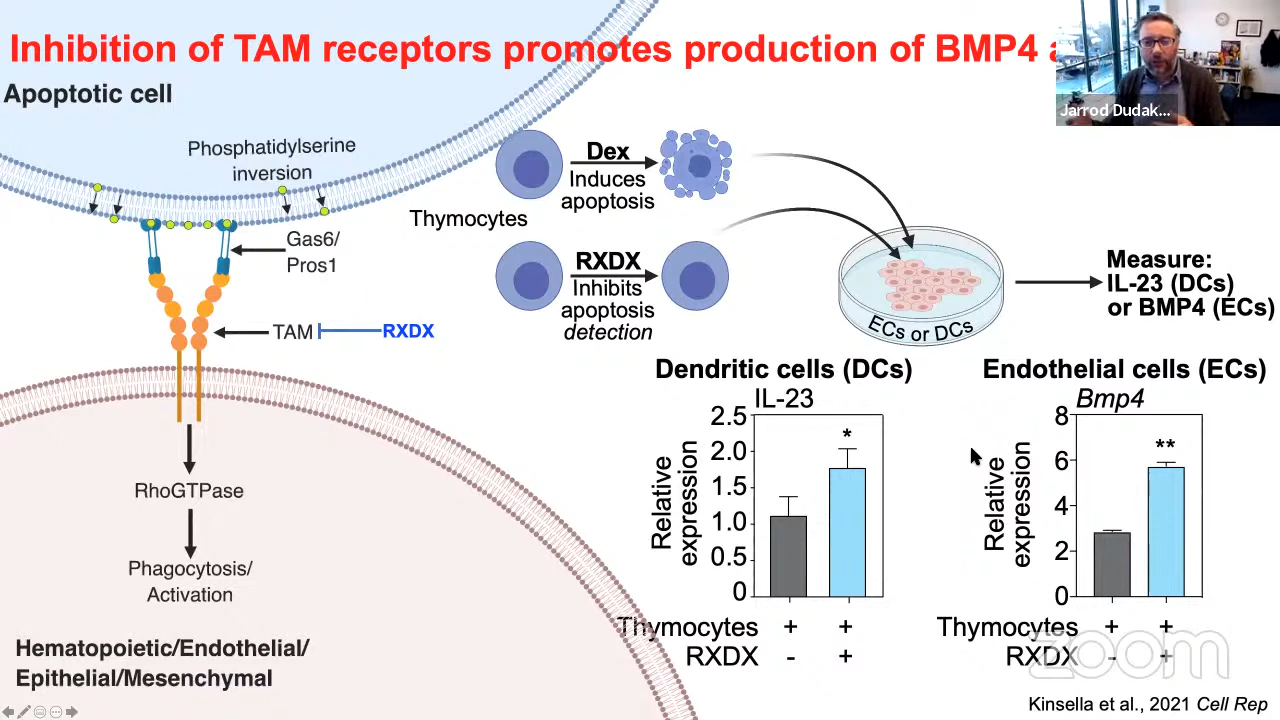 Inhibition of TAM receptors promotes production of BMP4
Jarrod Dudak...
Apoptotic cell
Phosphatidylserine
inversion
Gas6/
Pros1
TAM
RXDX
RhoGTPase
Phagocytosis/
Activation
Hematopoietic/Endothelial/
Epithelial/Mesenchymal
Thymocytes
Dex
Induces
apoptosis
RXDX
Inhibits
apoptosis
detection
ECs or DCs
Measure:
IL-23 (DCs)
or BMP4 (ECs)
Dendritic cells (DCs)
IL-23
Relative
expression
2.5
2.0
1.5
1.0
0.5
0
*
Thymocytes + +
RXDX - +
Endothelial cells (ECs)
Bmp4
Relative
expression
8
6
4
2
0
**
Thymocytes + +
RXDX - +
zoom
Kinsella et al., 2021 Cell Rep